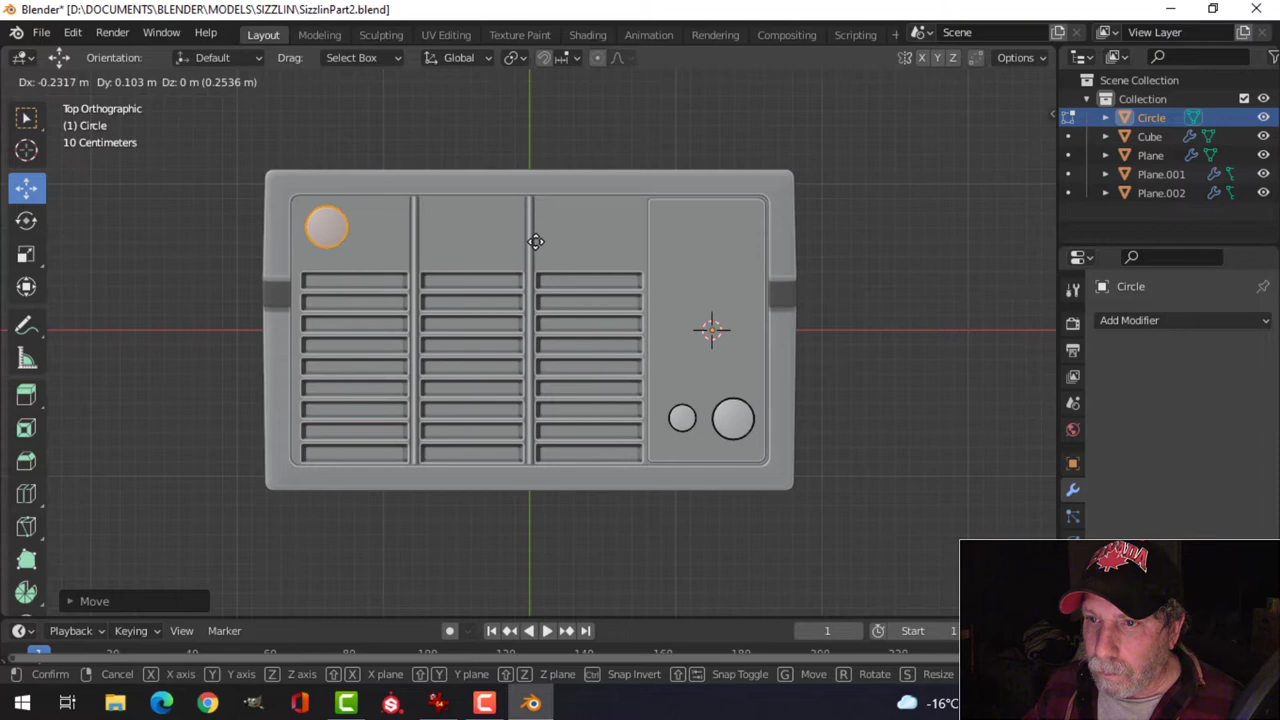 Blender* [D:\DOCUMENTS\BLENDER\MODELS\SIZZLIN\SizzlinPart2.blend]
File Edit Render Window Help Layout Modeling Sculpting UV Editing Texture Paint Shading Animation Rendering Compositing Scripting + Scene View Layer
Orientation: Default Drag: Select Box Global X Y Z Options
Dx: -0.2317 m Dy: 0.103 m Dz: 0 m (0.2536 m)
Top Orthographic
(1) Circle
10 Centimeters
Scene Collection
Collection
Circle
Cube
Plane
Plane.001
Plane.002
Circle
Add Modifier
Move
Playback Keying View Marker 1 Start 1
Confirm Cancel X X axis Y Y axis Z Z axis X X plane Y Y plane Z Z plane Ctrl Snap Invert Snap Toggle G Move R Rotate S Resize
-16°C